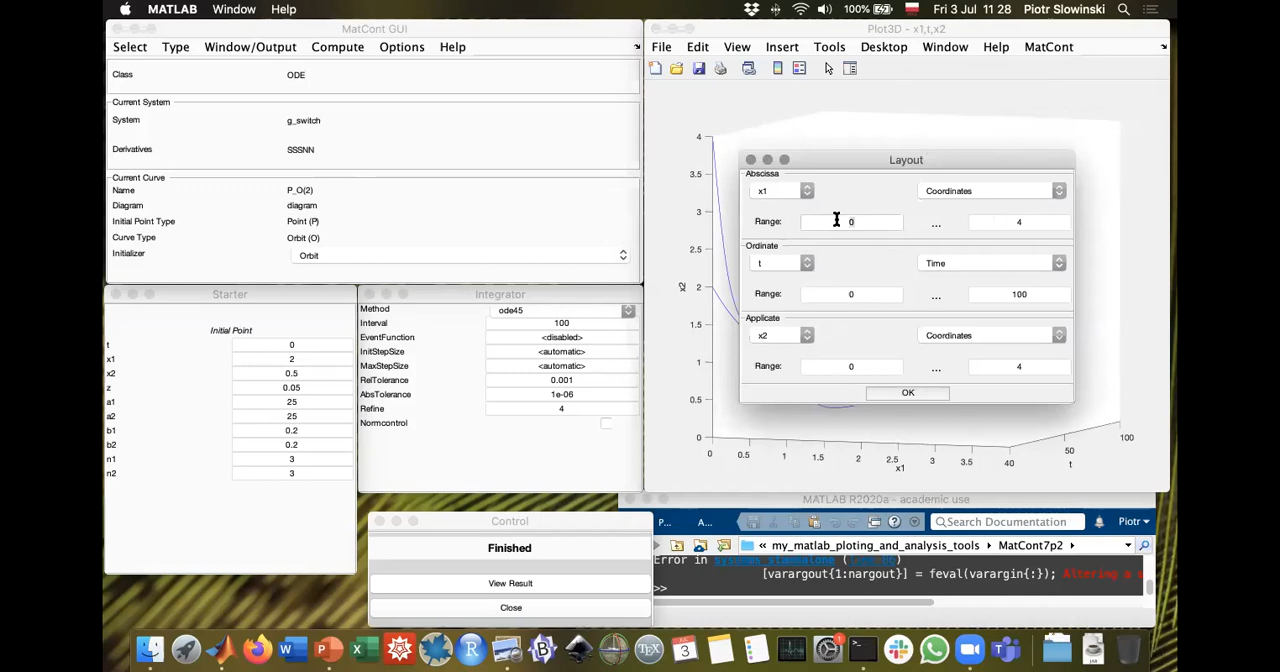 MATLAB Window Help 100% Fri 3 Jul 11 28 Piotr Slowinski
MatCont GUI
Select Type Window/Output Compute Options Help
Class ODE
Current System
System g_switch
Derivatives SSSNN
Current Curve
Name P_O(2)
Diagram diagram
Initial Point Type Point (P)
Curve Type Orbit (O)
Initializer Orbit
Starter
Initial Point
t 0
x1 2
x2 0.5
z 0.05
a1 25
a2 25
b1 0.2
b2 0.2
n1 3
n2 3
Integrator
Method ode45
Interval 100
EventFunction <disabled>
InitStepSize <automatic>
MaxStepSize <automatic>
RelTolerance 0.001
AbsTolerance 1e-06
Refine 4
Normcontrol
Control
Finished
View Result
Close
Plot3D - x1,t,x2
File Edit View Insert Tools Desktop Window Help MatCont
4
3.5
3
2.5
2
1.5
1
0.5
0
x2
0 0.5 1 1.5 2 2.5 3 3.5 40
x1
50
100
t
Layout
Abscissa
x1 Coordinates
Range: 0 ... 4
Ordinate
t Time
Range: 0 ... 100
Applicate
x2 Coordinates
Range: 0 ... 4
OK
MATLAB R2020a - academic use
P... A... Search Documentation Piotr
« my_matlab_ploting_and_analysis_tools MatCont7p2
Error in systems_standalone
[varargout{1:nargout}] = feval(varargin{:}); Altering a
>>
3
1